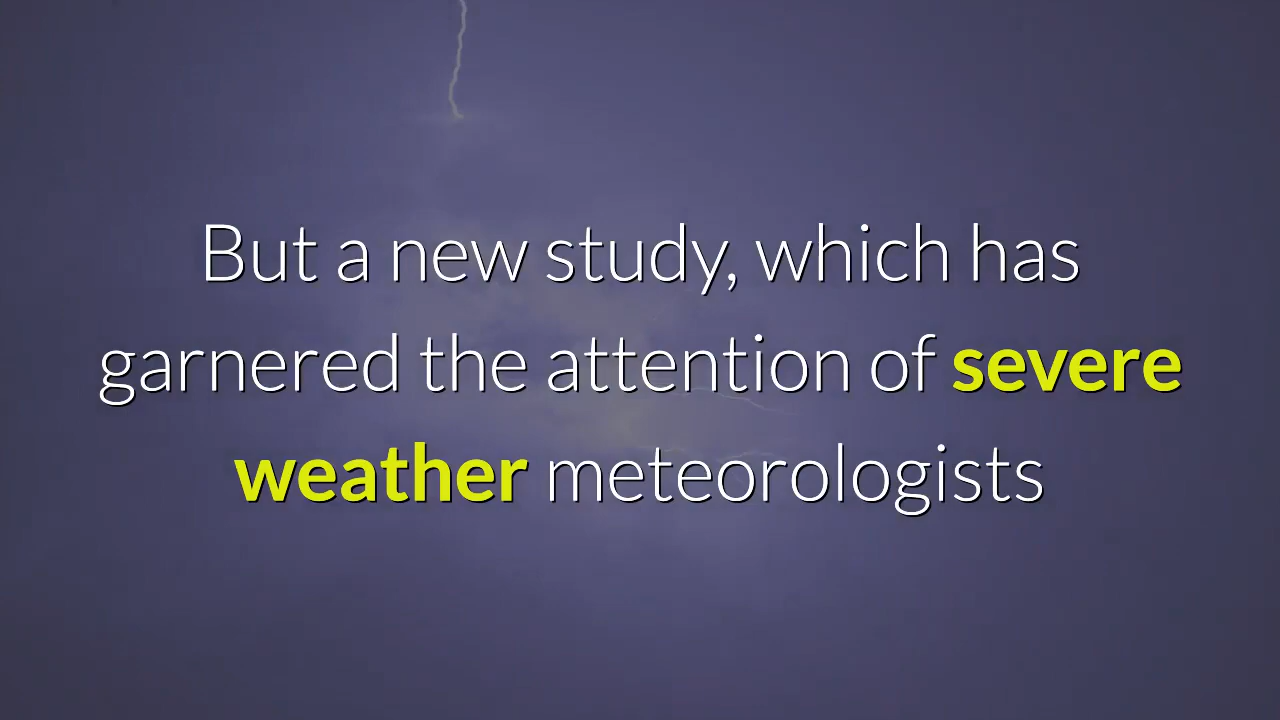 But a new study, which has
garnered the attention of severe
weather meteorologists